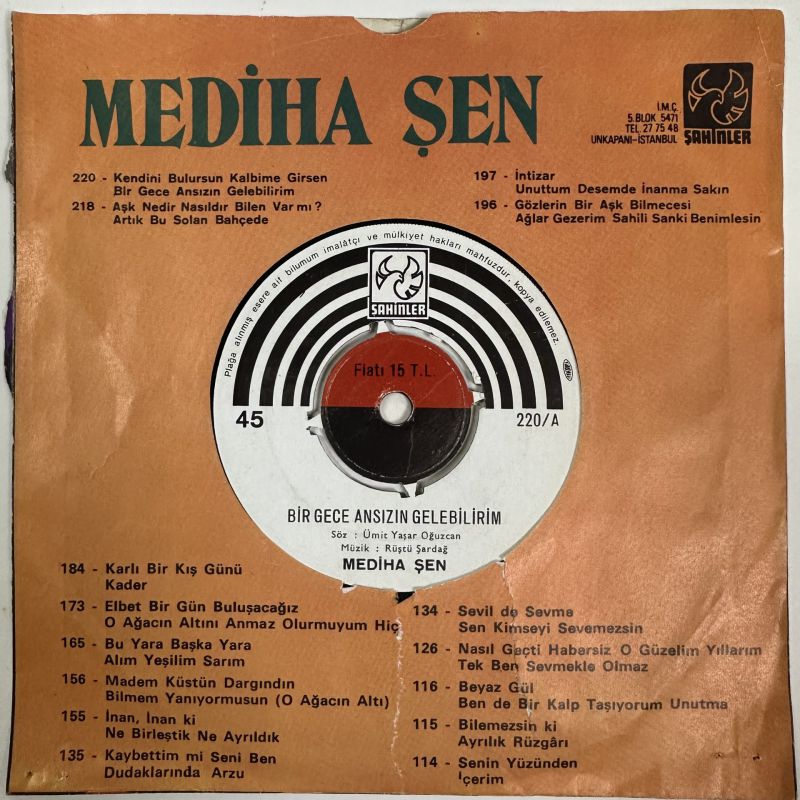 MEDİHA ŞEN
İ.M.Ç.
5.BLOK 5471
TEL. 27 75 48
UNKAPANI-İSTANBUL
ŞAHİNLER
220 - Kendini Bulursun Kalbime Girsen
Bir Gece Ansızın Gelebilirim
218 - Aşk Nedir Nasıldır Bilen Var mı?
Artık Bu Solan Bahçede
197 - İntizar
Unuttum Desemde İnanma Sakın
196 - Gözlerin Bir Aşk Bilmecesi
Ağlar Gezerim Sahili Sanki Benimlesin
Plağa alınmış esere ait bilumum imalâtçı ve mülkiyet hakları mahfuzdur, kopya edilemez.
ŞAHİNLER
Fiatı 15 T.L.
45
220/A
BİR GECE ANSIZIN GELEBİLİRİM
Söz : Ümit Yaşar Oğuzcan
Müzik : Rüştü Şardağ
MEDİHA ŞEN
184 - Karlı Bir Kış Günü
Kader
173 - Elbet Bir Gün Buluşacağız
O Ağacın Altını Anmaz Olurmuyum Hiç
165 - Bu Yara Başka Yara
Alım Yeşilim Sarım
156 - Madem Küstün Dargındın
Bilmem Yanıyormusun (O Ağacın Altı)
155 - İnan, İnan ki
Ne Birleştik Ne Ayrıldık
135 - Kaybettim mi Seni Ben
Dudaklarında Arzu
134 - Sevil de Sevme
Sen Kimseyi Sevemezsin
126 - Nasıl Geçti Habersiz O Güzelim Yıllarım
Tek Ben Sevmekle Olmaz
116 - Beyaz Gül
Ben de Bir Kalp Taşıyorum Unutma
115 - Bilemezsin ki
Ayrılık Rüzgârı
114 - Senin Yüzünden
İçerim